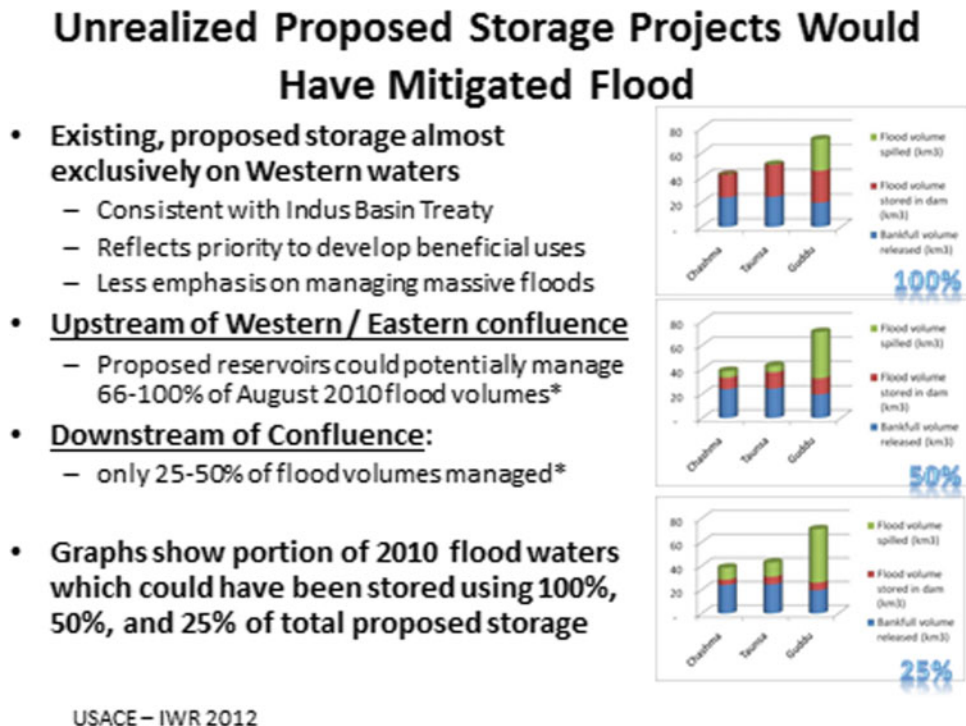 Unrealized Proposed Storage Projects Would
Have Mitigated Flood
• Existing, proposed storage almost
exclusively on Western waters
– Consistent with Indus Basin Treaty
– Reflects priority to develop beneficial uses
– Less emphasis on managing massive floods
• Upstream of Western / Eastern confluence
– Proposed reservoirs could potentially manage
66-100% of August 2010 flood volumes*
• Downstream of Confluence:
– only 25-50% of flood volumes managed*
• Graphs show portion of 2010 flood waters
which could have been stored using 100%,
50%, and 25% of total proposed storage
USACE – IWR 2012
80
60
40
20
-
Chashma
Taunsa
Guddu
Flood volume
spilled (km3)
Flood volume
stored in dam
(km3)
Bankfull volume
released (km3)
100%
80
60
40
20
-
Chashma
Taunsa
Guddu
Flood volume
spilled (km3)
Flood volume
stored in dam
(km3)
Bankfull volume
released (km3)
50%
80
60
40
20
-
Chashma
Taunsa
Guddu
Flood volume
spilled (km3)
Flood volume
stored in dam
(km3)
Bankfull volume
released (km3)
25%